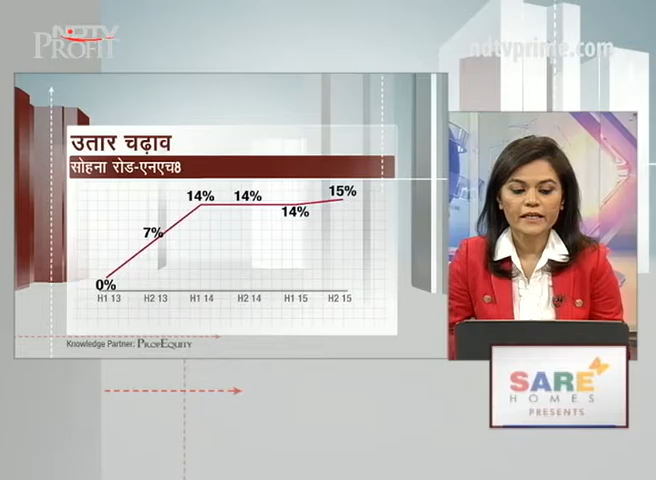 NDTV
PROFIT
ndtvprime.com
उतार चढ़ाव
सोहना रोड-एनएच8
0%
7%
14%
14%
14%
15%
H1 13
H2 13
H1 14
H2 14
H1 15
H2 15
Knowledge Partner: PROPEQUITY
SARE
HOMES
PRESENTS